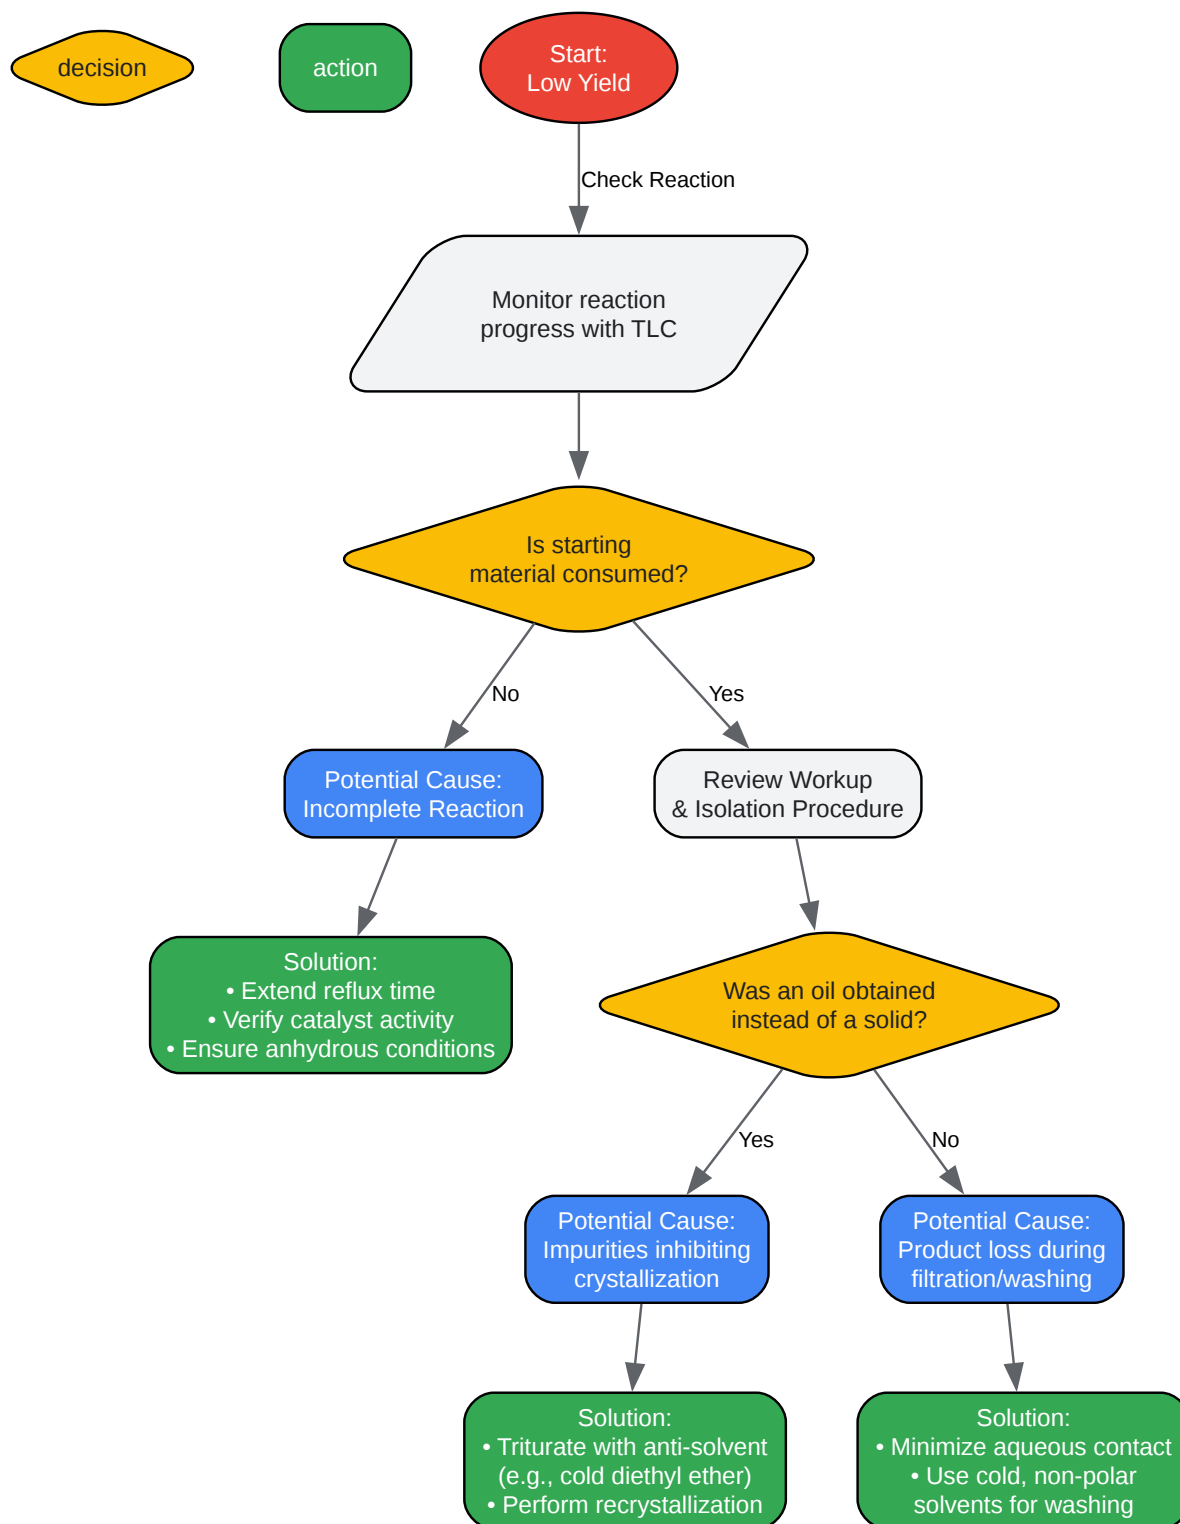 decision
action
Start:
Low Yield
Check Reaction
Monitor reaction
progress with TLC
Is starting
material consumed?
No
Yes
Potential Cause:
Incomplete Reaction
Review Workup
& Isolation Procedure
Solution:
• Extend reflux time
• Verify catalyst activity
• Ensure anhydrous conditions
Was an oil obtained
instead of a solid?
Yes
No
Potential Cause:
Impurities inhibiting
crystallization
Potential Cause:
Product loss during
filtration/washing
Solution:
• Triturate with anti-solvent
(e.g., cold diethyl ether)
• Perform recrystallization
Solution:
• Minimize aqueous contact
• Use cold, non-polar
solvents for washing